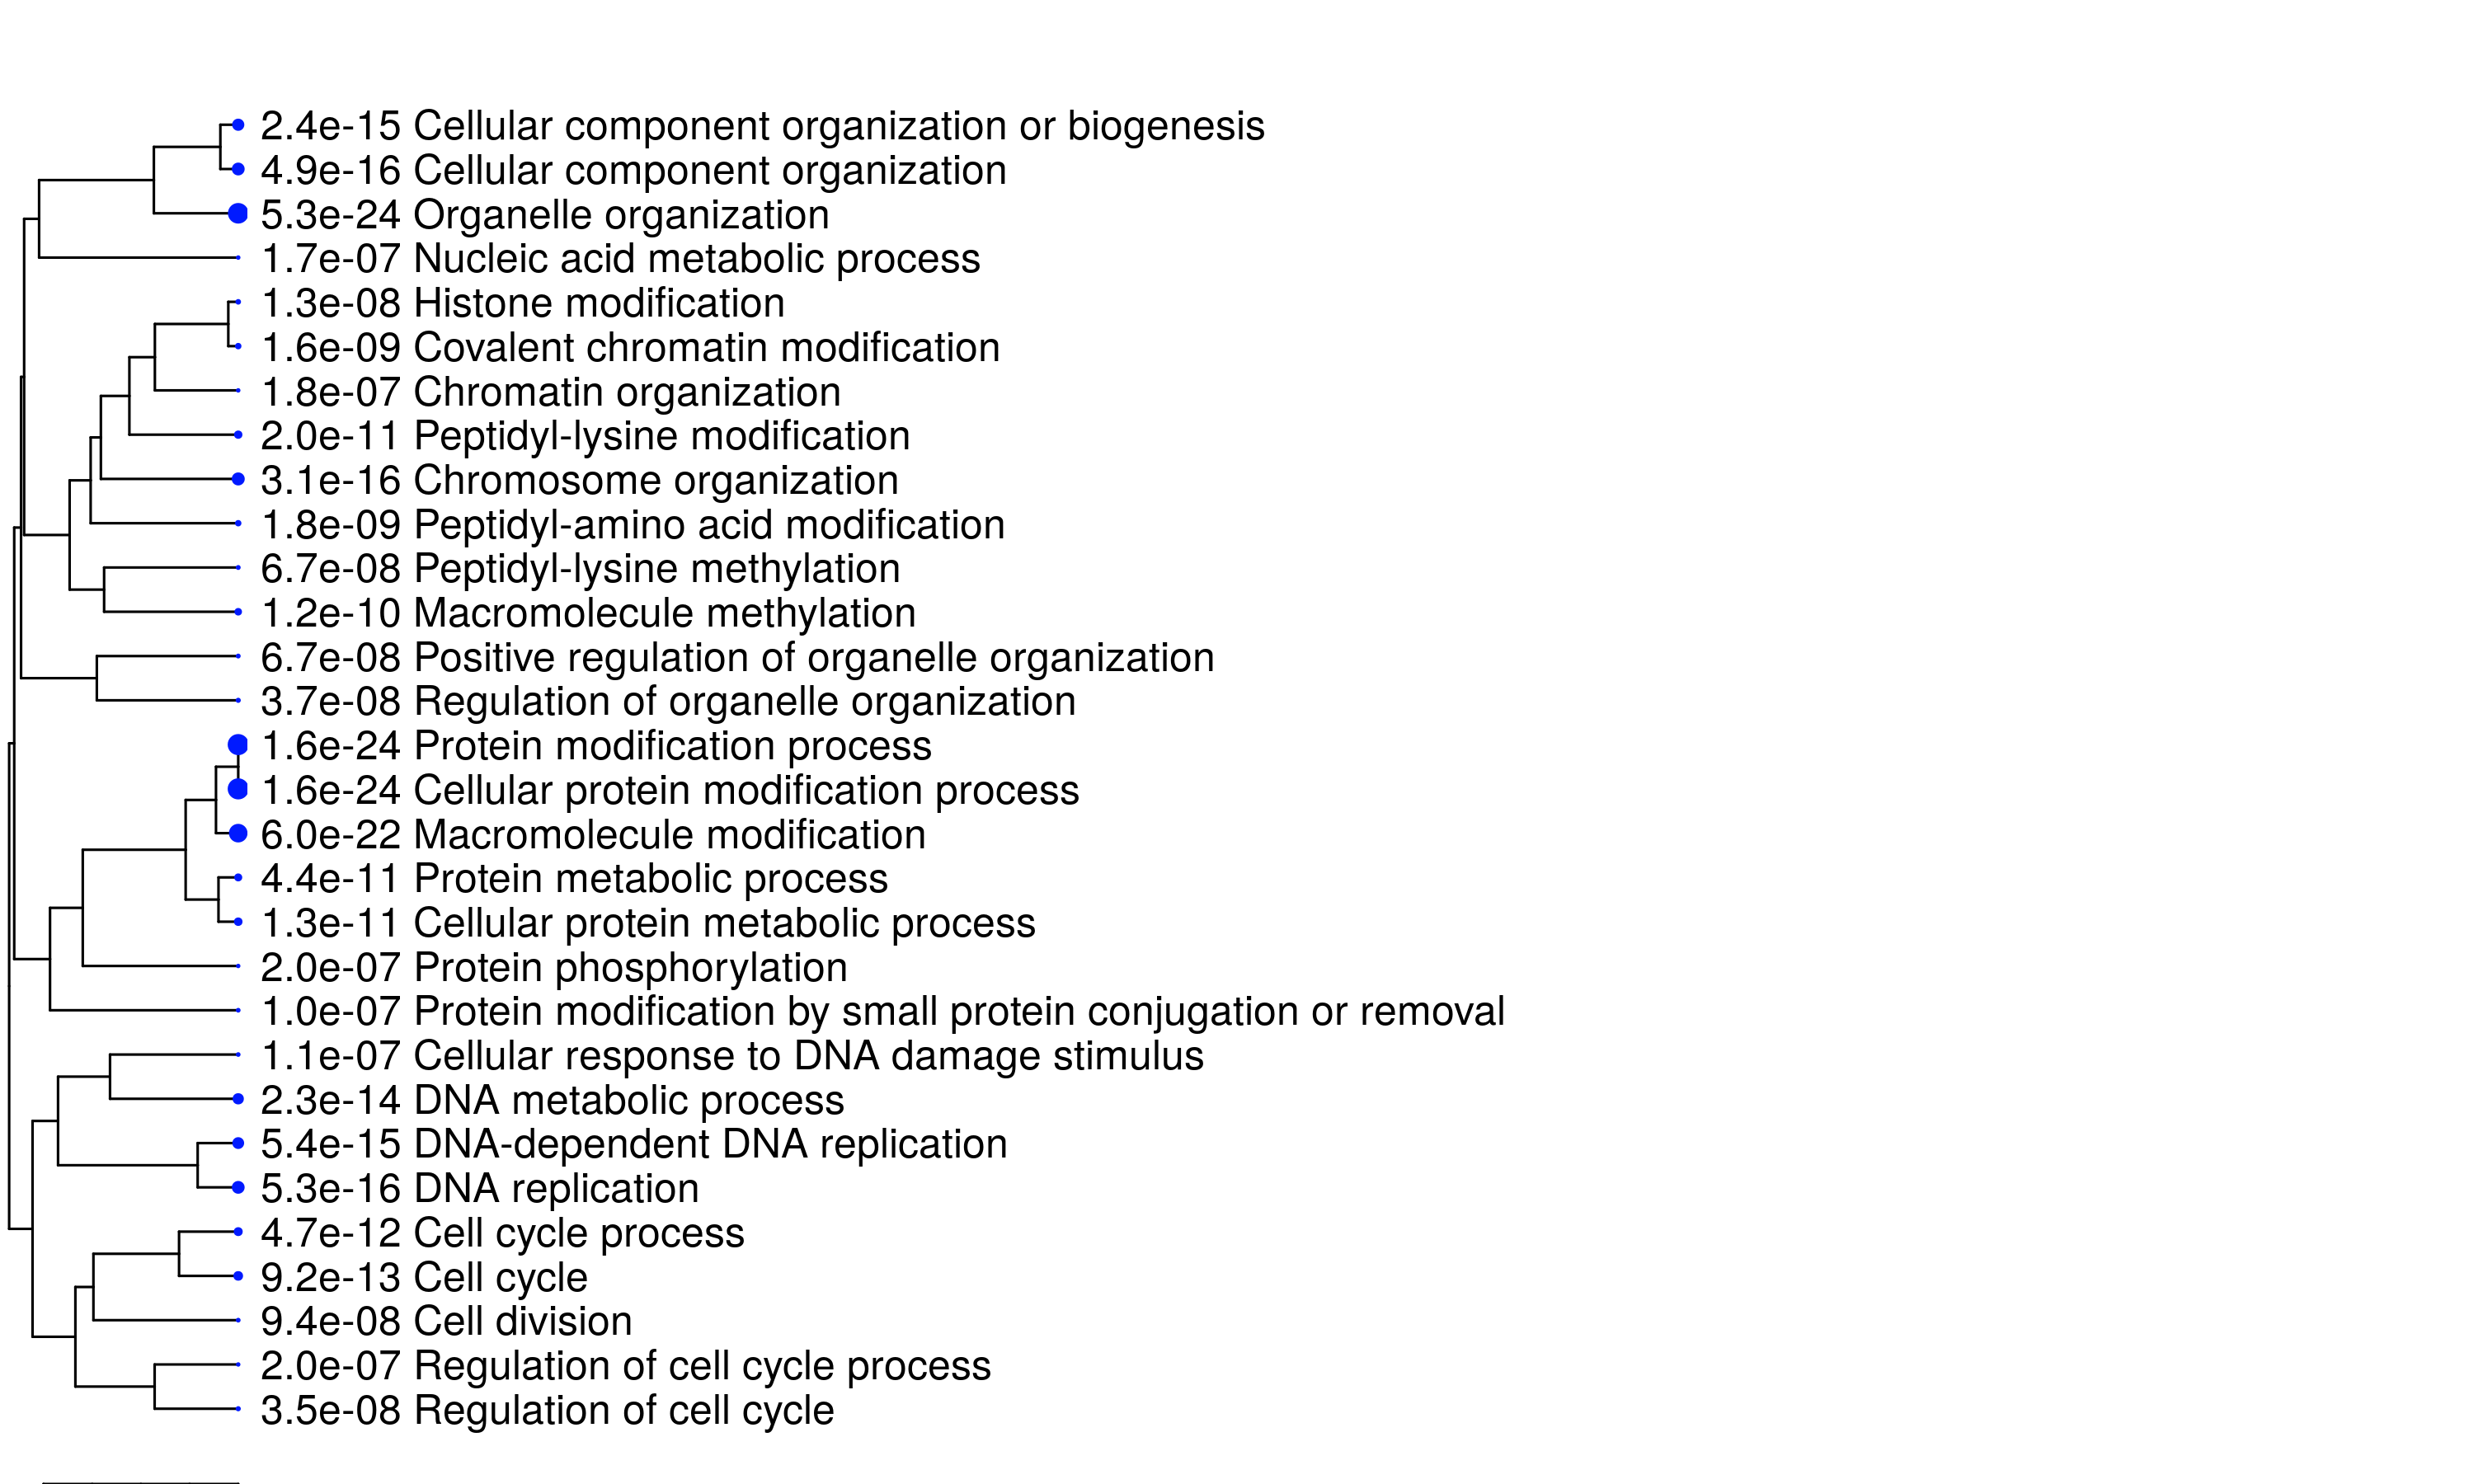 2.4e-15 Cellular component organization or biogenesis
4.9e-16 Cellular component organization
5.3e-24 Organelle organization
1.7e-07 Nucleic acid metabolic process
1.3e-08 Histone modification
1.6e-09 Covalent chromatin modification
1.8e-07 Chromatin organization
2.0e-11 Peptidyl-lysine modification
3.1e-16 Chromosome organization
1.8e-09 Peptidyl-amino acid modification
6.7e-08 Peptidyl-lysine methylation
1.2e-10 Macromolecule methylation
6.7e-08 Positive regulation of organelle organization
3.7e-08 Regulation of organelle organization
1.6e-24 Protein modification process
1.6e-24 Cellular protein modification process
6.0e-22 Macromolecule modification
4.4e-11 Protein metabolic process
1.3e-11 Cellular protein metabolic process
2.0e-07 Protein phosphorylation
1.0e-07 Protein modification by small protein conjugation or removal
1.1e-07 Cellular response to DNA damage stimulus
2.3e-14 DNA metabolic process
5.4e-15 DNA-dependent DNA replication
5.3e-16 DNA replication
4.7e-12 Cell cycle process
9.2e-13 Cell cycle
9.4e-08 Cell division
2.0e-07 Regulation of cell cycle process
3.5e-08 Regulation of cell cycle